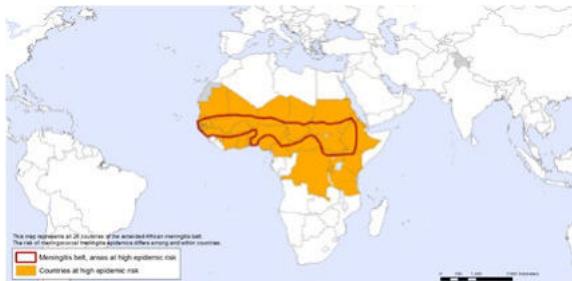 This map represents all 26 countries of the extended African meningitis belt.
The risk of meningococcal meningitis epidemics differs among and within countries.
Meningitis belt, areas at high epidemic risk
Countries at high epidemic risk